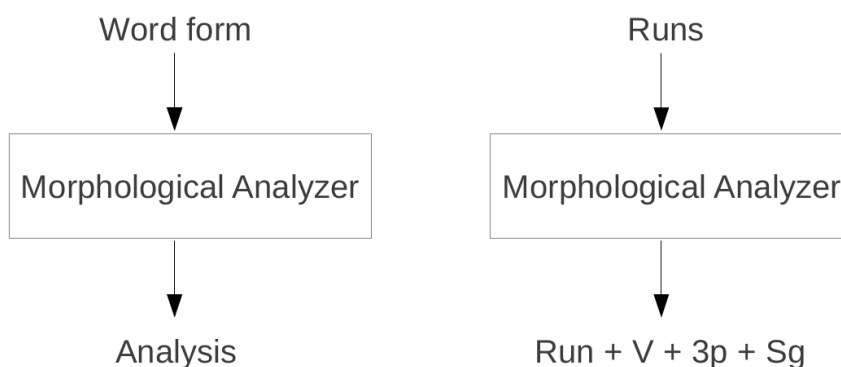 Word form
Morphological Analyzer
Analysis
Runs
Morphological Analyzer
Run + V + 3p + Sg